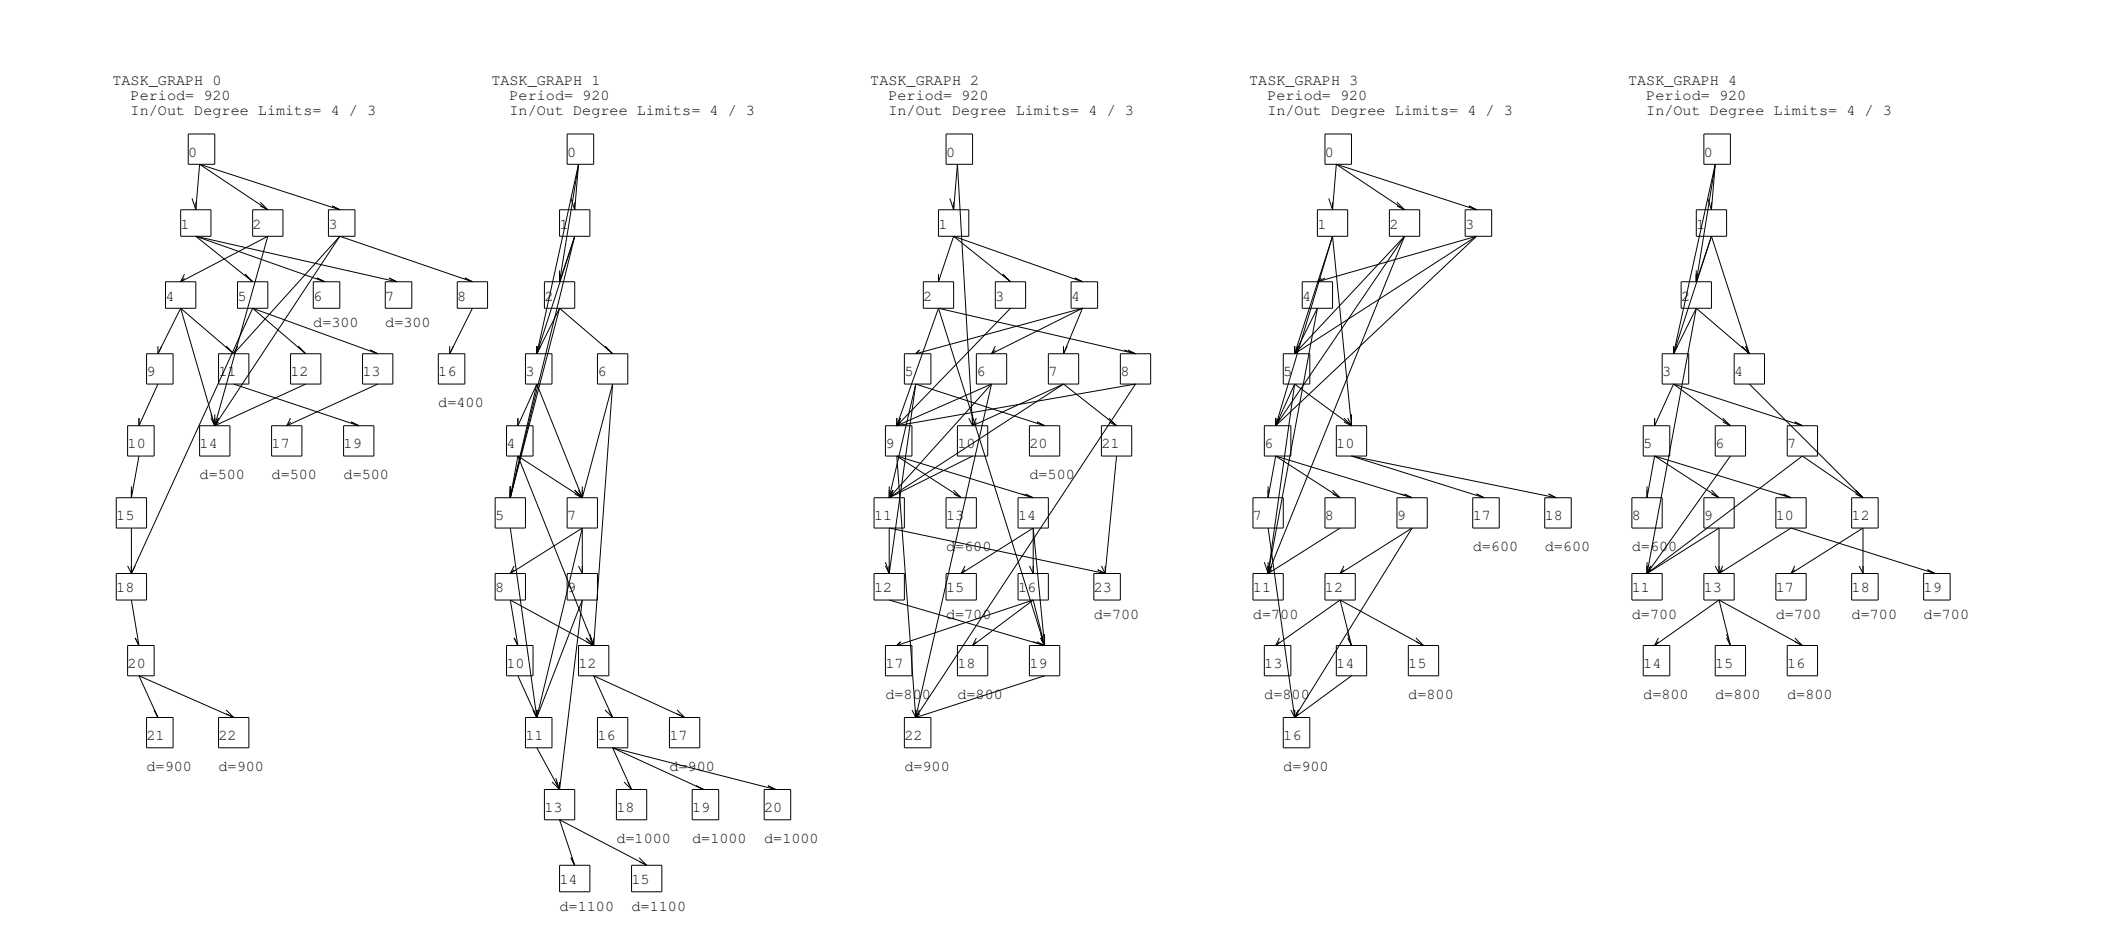 TASK_GRAPH 0
Period= 920
In/Out Degree Limits= 4 / 3
0
1 2 3
4 5 6 7 8
d=300 d=300
9 11 12 13 16
d=400
10 14 17 19
d=500 d=500 d=500
15
18
20
21 22
d=900 d=900
TASK_GRAPH 1
Period= 920
In/Out Degree Limits= 4 / 3
0
1
2
3 6
4
5 7
8 9
10 12
11 16 17
d=900
13 18 19 20
d=1000 d=1000 d=1000
14 15
d=1100 d=1100
TASK_GRAPH 2
Period= 920
In/Out Degree Limits= 4 / 3
0
1
2 3 4
5 6 7 8
9 10 20 21
d=500
11 13 14
d=600
12 15 16 23
d=700 d=700
17 18 19
d=800 d=800
22
d=900
TASK_GRAPH 3
Period= 920
In/Out Degree Limits= 4 / 3
0
1 2 3
4
5
6 10
7 8 9 17 18
d=600 d=600
11 12
d=700
13 14 15
d=800 d=800
16
d=900
TASK_GRAPH 4
Period= 920
In/Out Degree Limits= 4 / 3
0
1
2
3 4
5 6 7
8 9 10 12
d=600
11 13 17 18 19
d=700 d=700 d=700 d=700
14 15 16
d=800 d=800 d=800